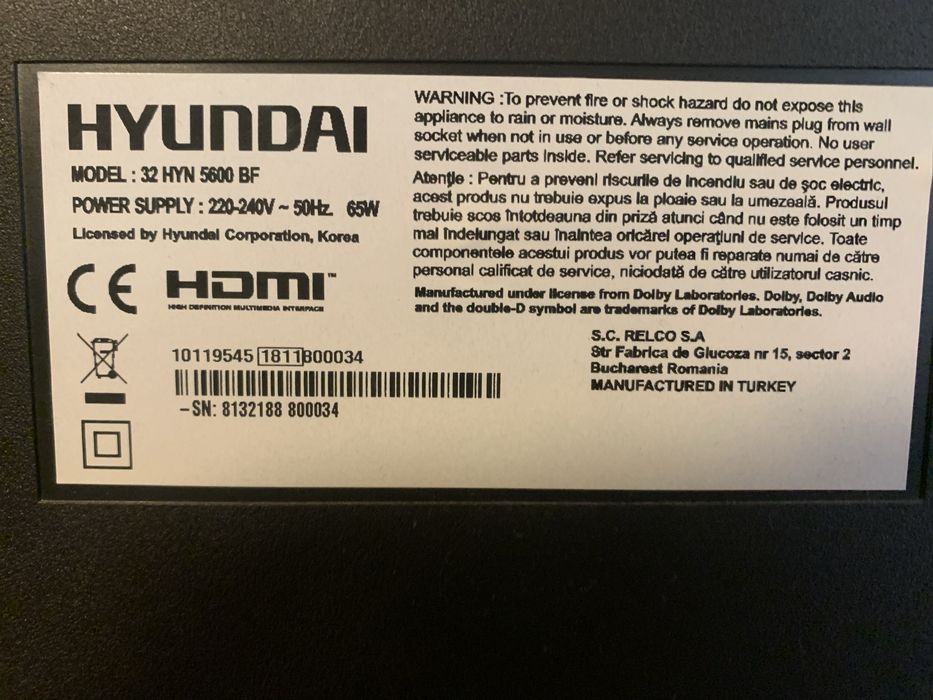 HYUNDAI
MODEL : 32 HYN 5600 BF
POWER SUPPLY : 220-240V ~ 50Hz. 65W
Licensed by Hyundai Corporation, Korea
CE HDMI™
HIGH DEFINITION MULTIMEDIA INTERFACE
10119545 1811 800034
-SN: 8132188 800034
WARNING :To prevent fire or shock hazard do not expose this
appliance to rain or moisture. Always remove mains plug from wall
socket when not in use or before any service operation. No user
serviceable parts Inside. Refer servicing to qualified service personnel.
Atenţie : Pentru a preveni riscurile de incendiu sau de şoc electric,
acest produs nu trebuie expus la ploaie sau la umezeală. Produsul
trebuie scos întotdeauna din priză atunci când nu este folosit un timp
mai îndelungat sau înaintea oricărei operaţiuni de service. Toate
componentele acestui produs vor putea fi reparate numai de către
personal calificat de service, niciodată de către utilizatorul casnic.
Manufactured under license from Dolby Laboratories. Dolby, Dolby Audio
and the double-D symbol are trademarks of Dolby Laboratories.
S.C. RELCO S.A
Str Fabrica de Glucoza nr 15, sector 2
Bucharest Romania
MANUFACTURED IN TURKEY